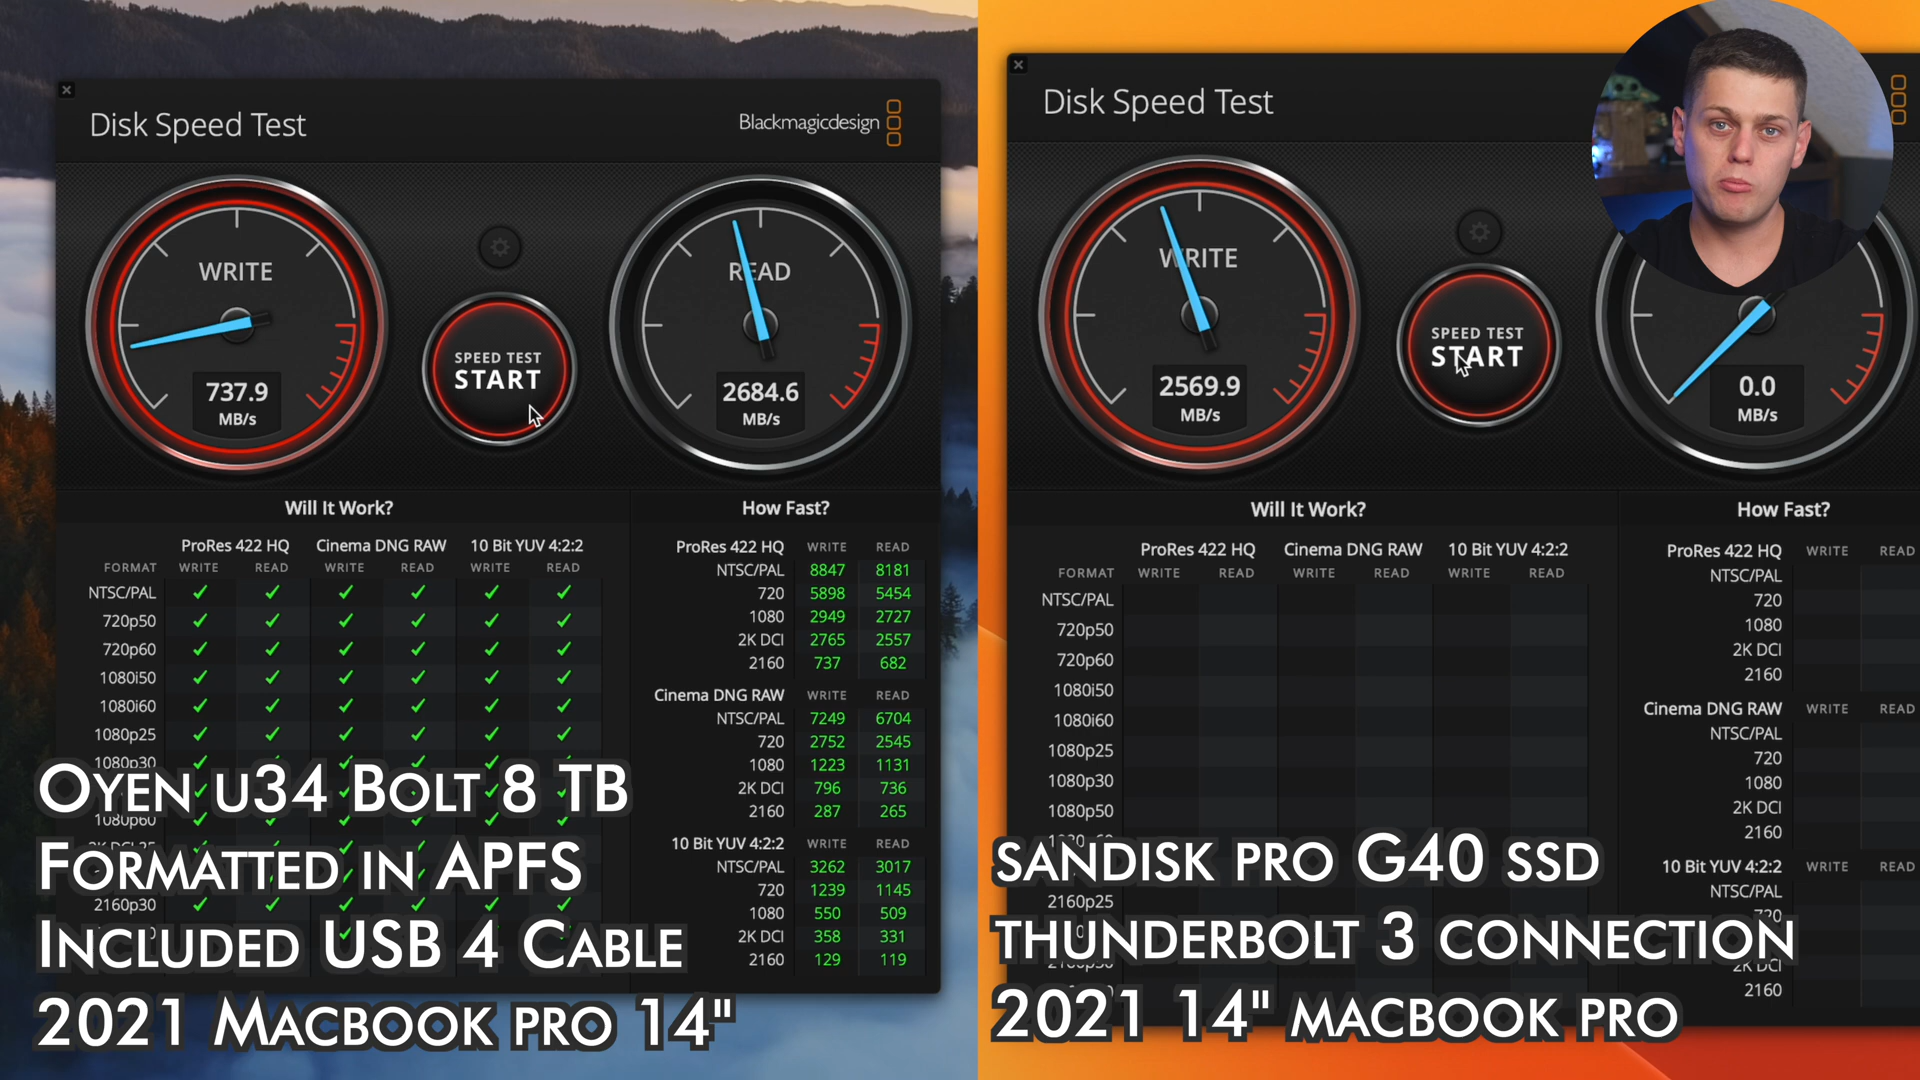 Disk Speed Test
Blackmagicdesign
WRITE
737.9
MB/s
SPEED TEST
START
READ
2684.6
MB/s
Will It Work?
ProRes 422 HQ Cinema DNG RAW 10 Bit YUV 4:2:2
FORMAT WRITE READ WRITE READ WRITE READ
NTSC/PAL ✓ ✓ ✓ ✓ ✓ ✓
720p50 ✓ ✓ ✓ ✓ ✓ ✓
720p60 ✓ ✓ ✓ ✓ ✓ ✓
1080i50 ✓ ✓ ✓ ✓ ✓ ✓
1080i60 ✓ ✓ ✓ ✓ ✓ ✓
1080p25 ✓ ✓ ✓ ✓ ✓ ✓
1080p30
1080p60
2160p30 ✓ ✓ ✓ ✓ ✓ ✓
How Fast?
ProRes 422 HQ WRITE READ
NTSC/PAL 8847 8181
720 5898 5454
1080 2949 2727
2K DCI 2765 2557
2160 737 682
Cinema DNG RAW WRITE READ
NTSC/PAL 7249 6704
720 2752 2545
1080 1223 1131
2K DCI 796 736
2160 287 265
10 Bit YUV 4:2:2 WRITE READ
NTSC/PAL 3262 3017
720 1239 1145
1080 550 509
2K DCI 358 331
2160 129 119
Oyen u34 Bolt 8 TB
Formatted in APFS
Included USB 4 Cable
2021 Macbook pro 14"
Disk Speed Test
WRITE
2569.9
MB/s
SPEED TEST
START
0.0
MB/s
Will It Work?
ProRes 422 HQ Cinema DNG RAW 10 Bit YUV 4:2:2
FORMAT WRITE READ WRITE READ WRITE READ
NTSC/PAL
720p50
720p60
1080i50
1080i60
1080p25
1080p30
1080p50
2160p25
How Fast?
ProRes 422 HQ WRITE READ
NTSC/PAL
720
1080
2K DCI
2160
Cinema DNG RAW WRITE READ
NTSC/PAL
720
1080
2K DCI
2160
10 Bit YUV 4:2:2 WRITE READ
NTSC/PAL
720
2K DCI
2160
sandisk pro G40 ssd
thunderbolt 3 connection
2021 14" macbook pro